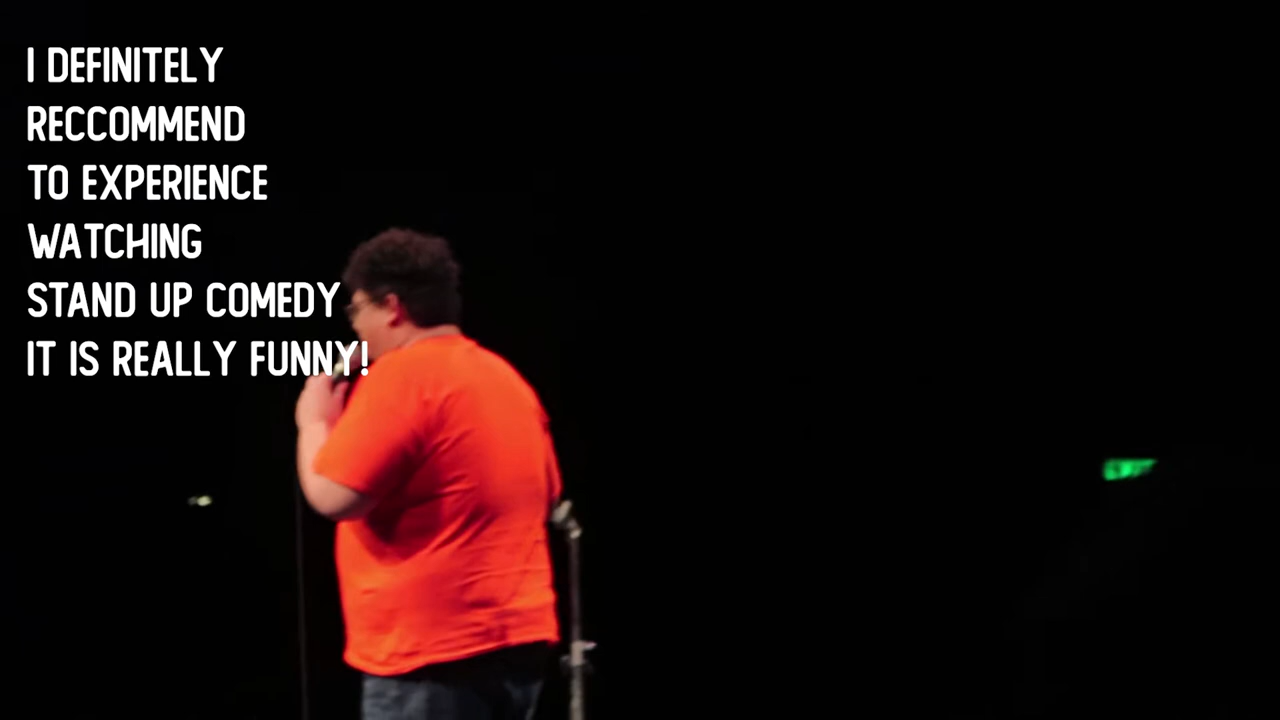 I DEFINITELY
RECCOMMEND
TO EXPERIENCE
WATCHING
STAND UP COMEDY
IT IS REALLY FUNNY!